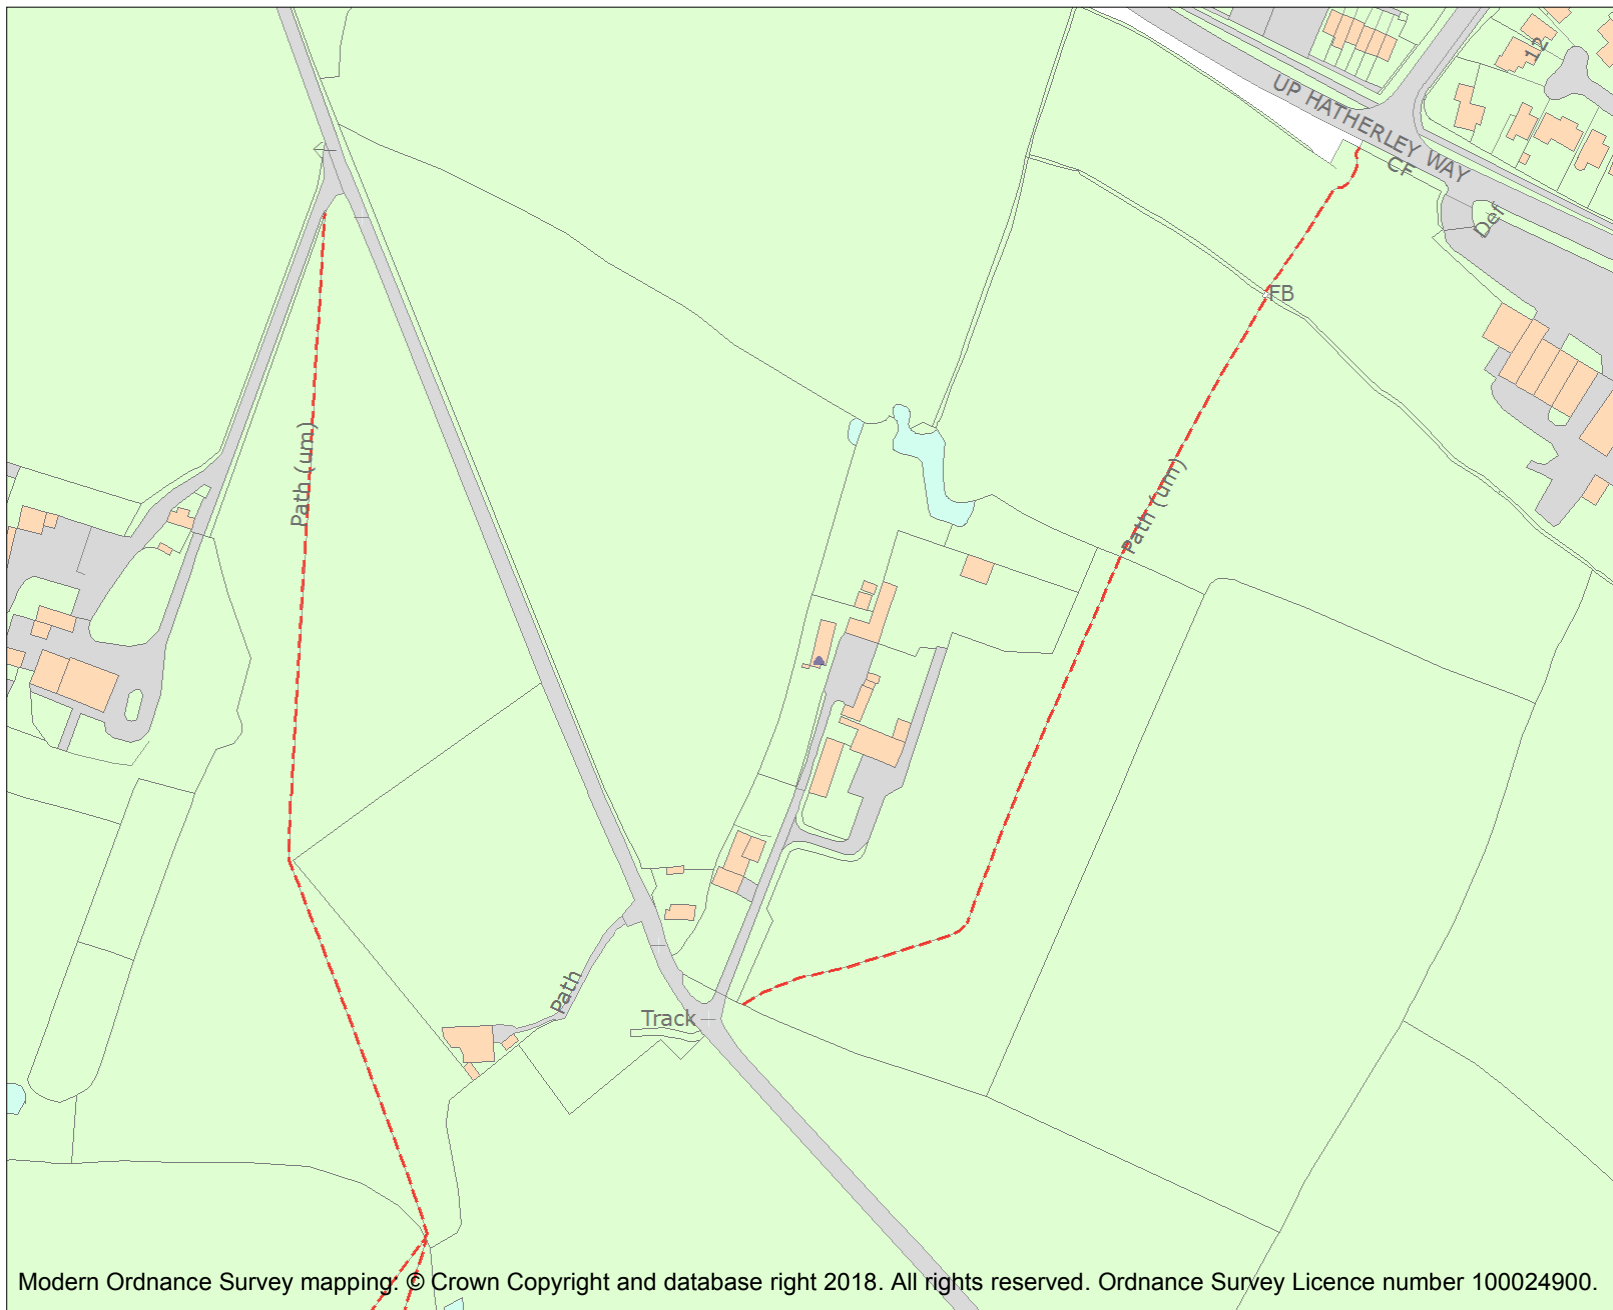 12
UP HATHERLEY WAY
CF
Def
FB
Path (um)
Path (um)
Path
Track
Modern Ordnance Survey mapping: © Crown Copyright and database right 2018. All rights reserved. Ordnance Survey Licence number 100024900.